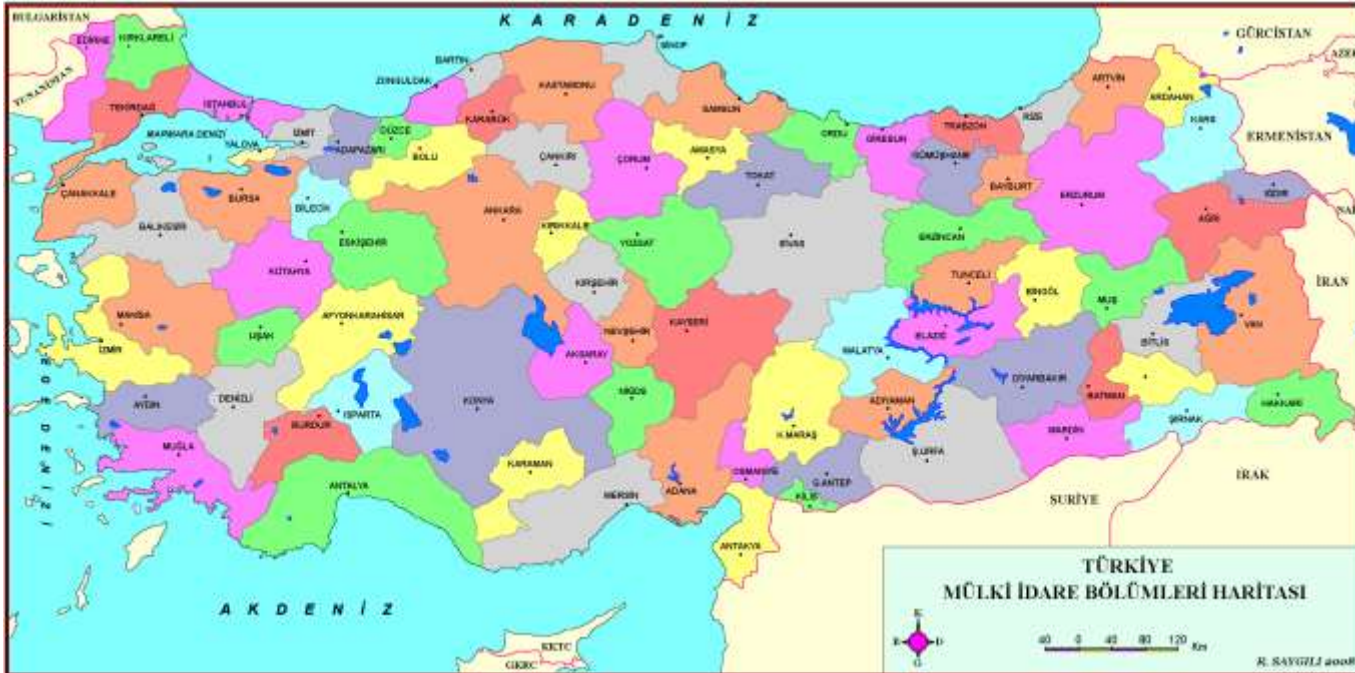 BULGARİSTAN
K A R A D E N İ Z
GÜRCİSTAN
EDİRNE
KIRKLARELİ
SİNOP
AZER
YUNANİSTAN
BARTIN
ZONGULDAK
KASTAMONU
ARTVİN
ARDAHAN
TEKİRDAĞ
İSTANBUL
KARABÜK
SAMSUN
RİZE
KARS
ERMENİSTAN
MARMARA DENİZİ
YALOVA
İZMİT
ADAPAZARI
DÜZCE
BOLU
ÇANKIRI
ÇORUM
AMASYA
ORDU
GİRESUN
TRABZON
GÜMÜŞHANE
TOKAT
BAYBURT
ERZURUM
IĞDIR
ÇANAKKALE
BURSA
BİLECİK
ANKARA
AĞRI
NAH
BALIKESİR
ESKİŞEHİR
KIRIKKALE
YOZGAT
SİVAS
ERZİNCAN
KÜTAHYA
KIRŞEHİR
TUNCELİ
BİNGÖL
MUŞ
İRAN
MANİSA
UŞAK
AFYONKARAHİSAR
NEVŞEHİR
KAYSERİ
ELAZIĞ
VAN
İZMİR
AKSARAY
MALATYA
BİTLİS
AYDIN
DENİZLİ
ISPARTA
KONYA
NİĞDE
ADIYAMAN
DİYARBAKIR
BATMAN
HAKKARİ
BURDUR
K.MARAŞ
MARDİN
ŞIRNAK
MUĞLA
KARAMAN
OSMANİYE
G.ANTEP
Ş.URFA
ANTALYA
MERSİN
ADANA
KİLİS
SURİYE
IRAK
ANTAKYA
TÜRKİYE
MÜLKİ İDARE BÖLÜMLERİ HARİTASI
A K D E N İ Z
K
B D
G
40 0 40 80 120
Km
KKTC
GKRC
R. SAYGILI 2008